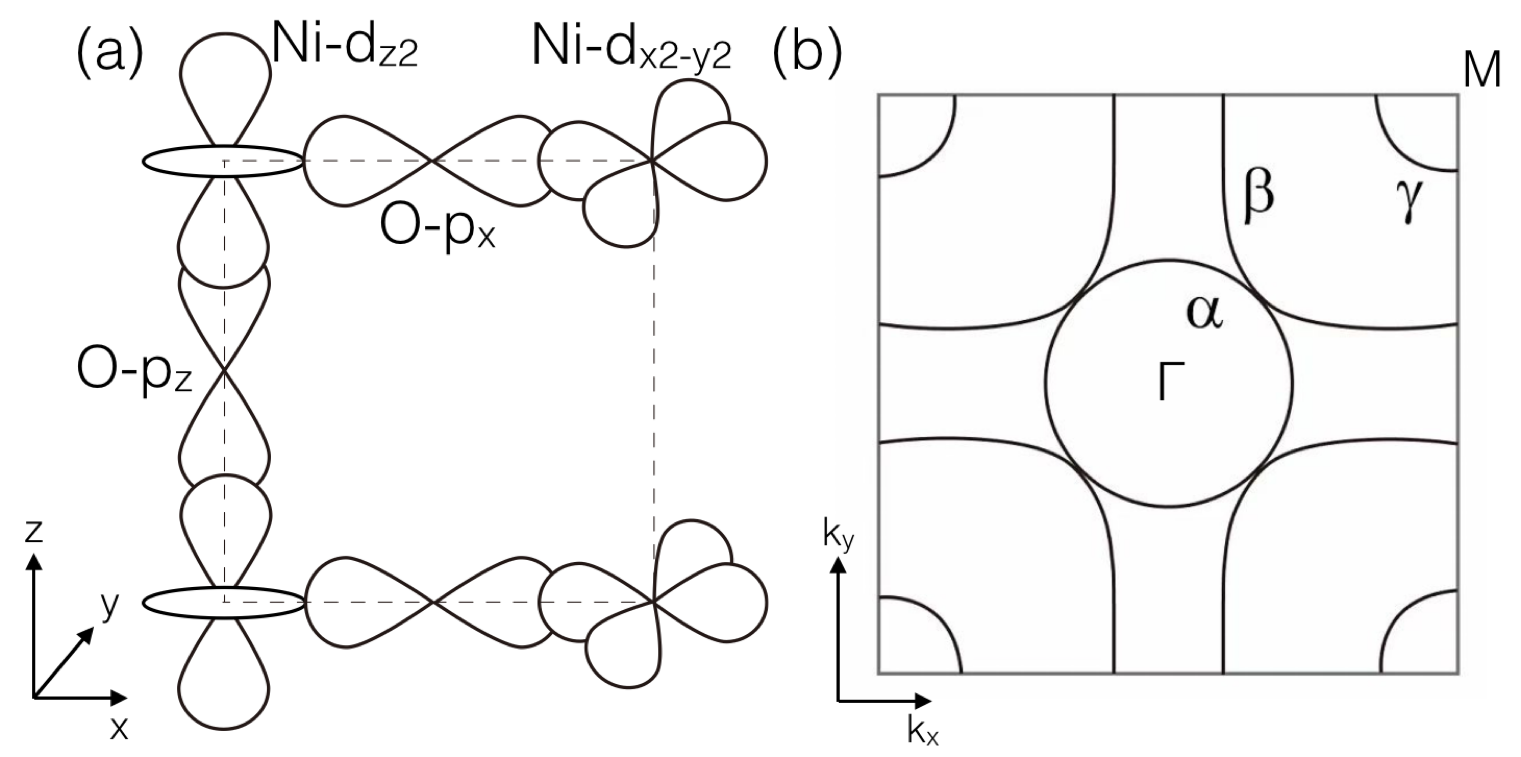 (a)
Ni-dz2
Ni-dx2-y2
O-px
O-pz
z
y
x
(b)
M
β
γ
α
Γ
ky
kx